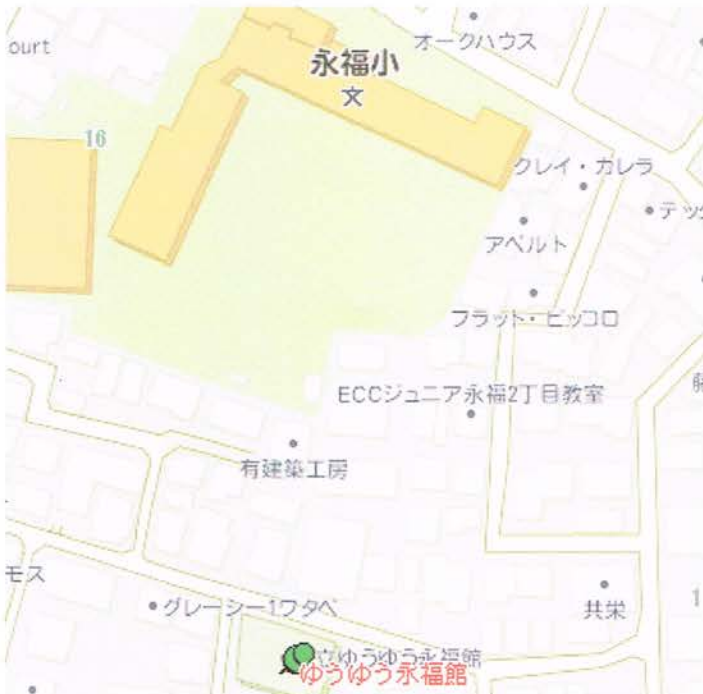 オークハウス
ourt
永福小
文
16
クレイ・カレラ
テッ
アベルト
フラット・ピッコロ
ECCジュニア永福2丁目教室
有建築工房
モス
グレーシー1ワタベ
共栄
1
立ゆうゆう永福館
ゆうゆう永福館